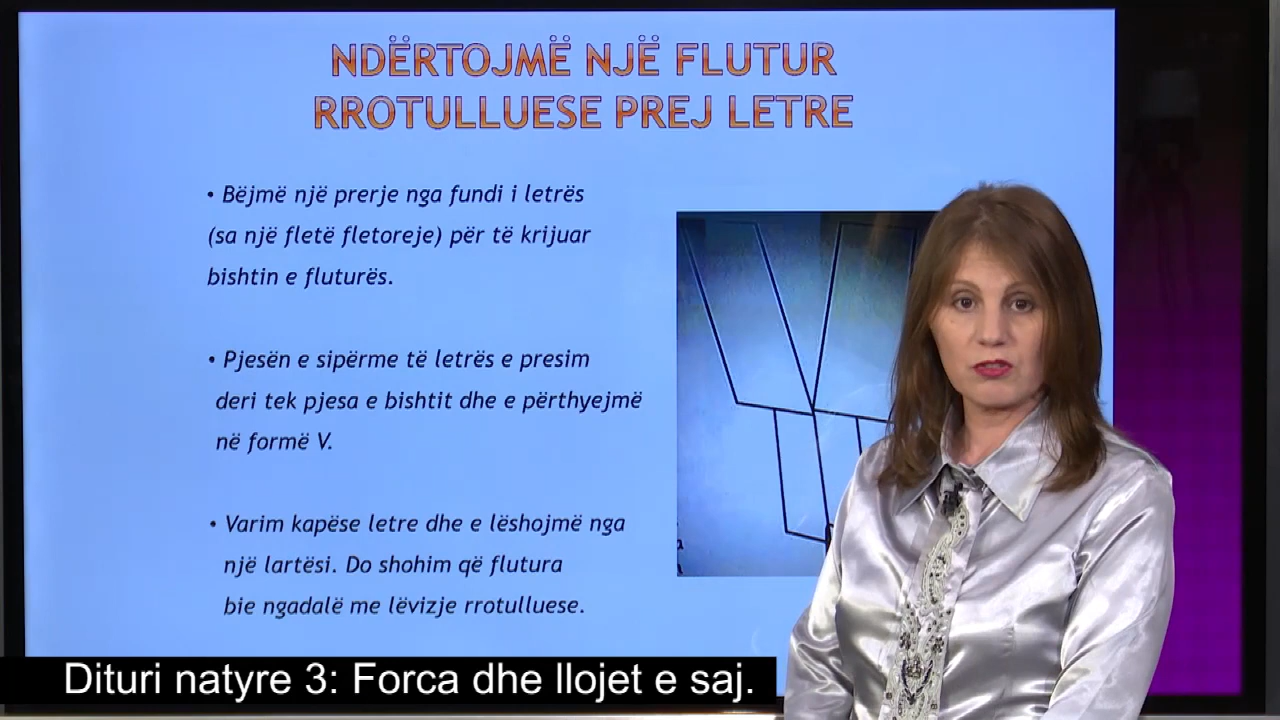 NDËRTOJMË NJË FLUTUR
RROTULLUESE PREJ LETRE
• Bëjmë një prerje nga fundi i letrës
(sa një fletë fletoreje) për të krijuar
bishtin e fluturës.
• Pjesën e sipërme të letrës e presim
deri tek pjesa e bishtit dhe e përthyejmë
në formë V.
• Varim kapëse letre dhe e lëshojmë nga
një lartësi. Do shohim që flutura
bie ngadalë me lëvizje rrotulluese.
Dituri natyre 3: Forca dhe llojet e saj.